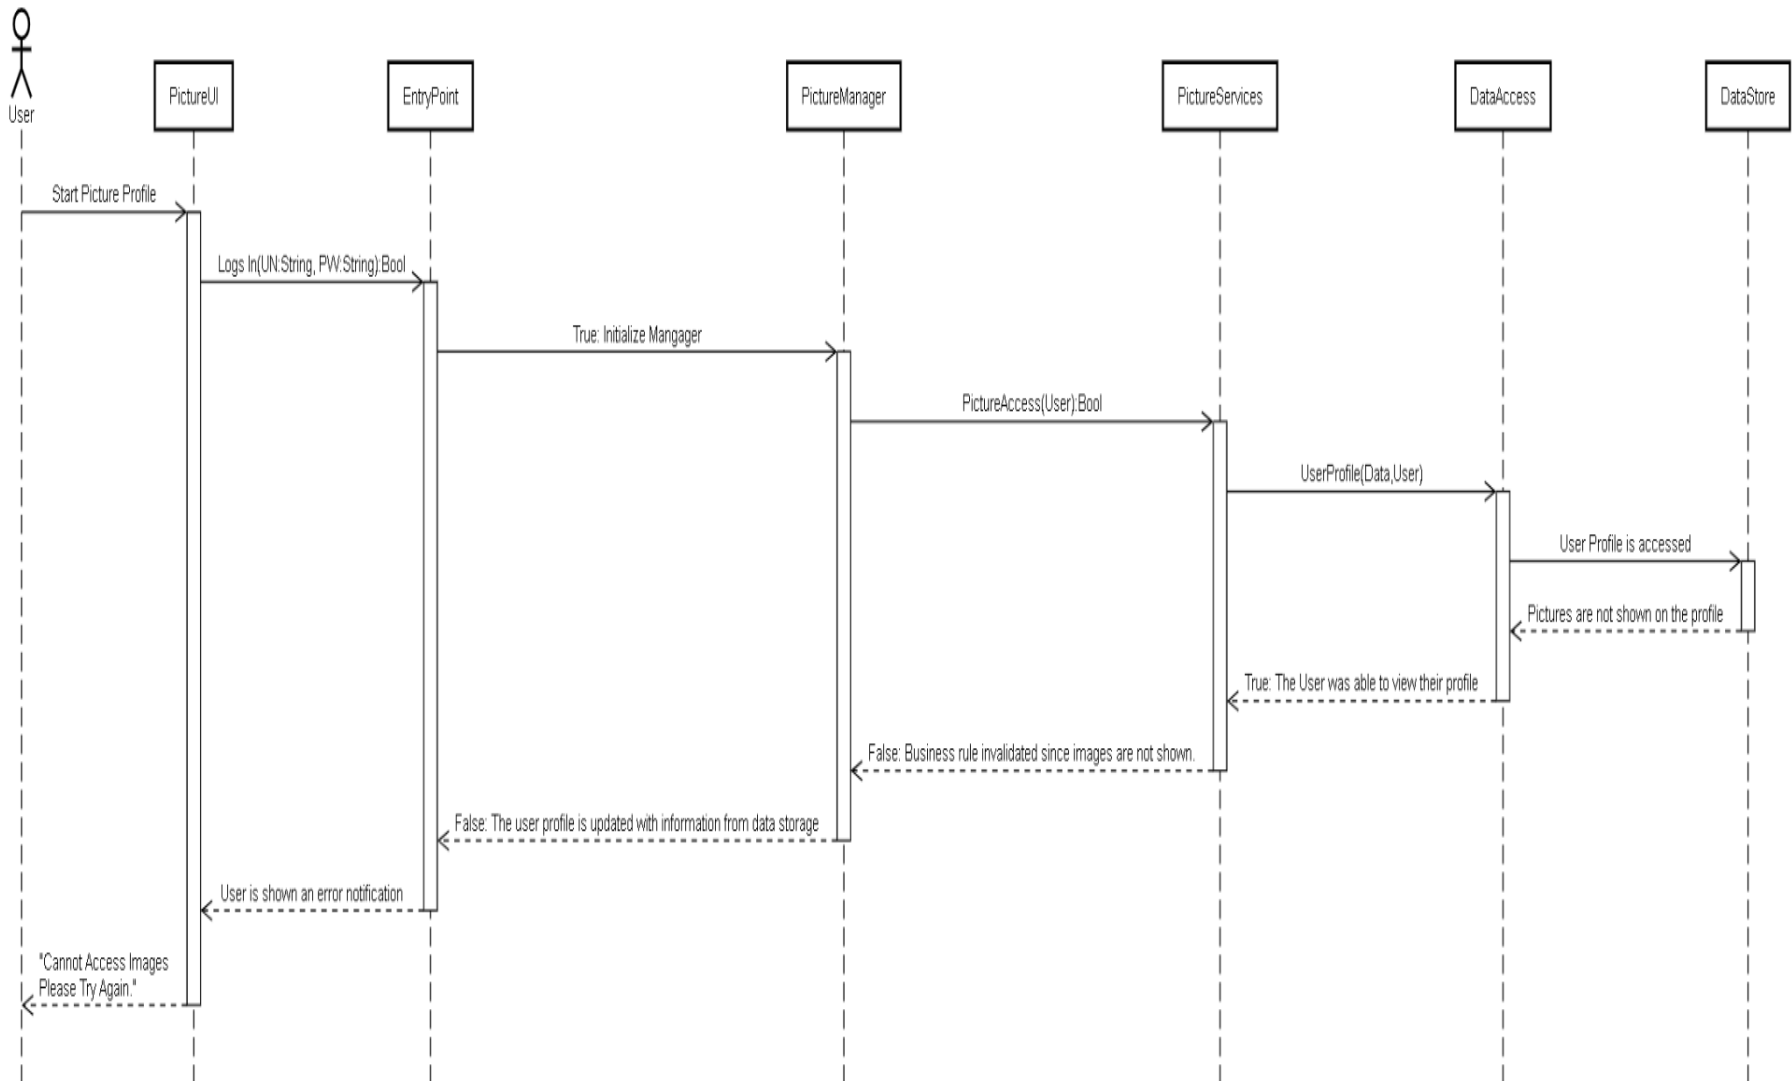 User
PictureUI
EntryPoint
PictureManager
PictureServices
DataAccess
DataStore
Start Picture Profile
Logs In(UN:String, PW:String):Bool
True: Initialize Mangager
PictureAccess(User):Bool
UserProfile(Data,User)
User Profile is accessed
Pictures are not shown on the profile
True: The User was able to view their profile
False: Business rule invalidated since images are not shown.
False: The user profile is updated with information from data storage
User is shown an error notification
"Cannot Access Images
Please Try Again."